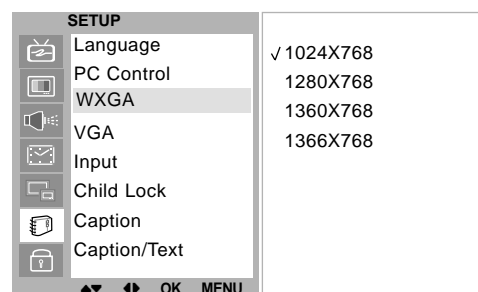 SETUP
Language
PC Control
WXGA
VGA
Input
Child Lock
Caption
Caption/Text
▲▼ ◀▶ OK MENU
√ 1024X768
1280X768
1360X768
1366X768